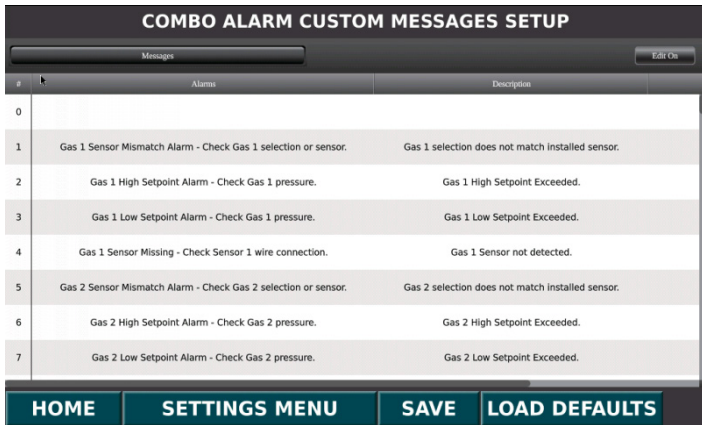 COMBO ALARM CUSTOM MESSAGES SETUP
Messages
Edit On
# Alarms Description
0
1 Gas 1 Sensor Mismatch Alarm - Check Gas 1 selection or sensor. Gas 1 selection does not match installed sensor.
2 Gas 1 High Setpoint Alarm - Check Gas 1 pressure. Gas 1 High Setpoint Exceeded.
3 Gas 1 Low Setpoint Alarm - Check Gas 1 pressure. Gas 1 Low Setpoint Exceeded.
4 Gas 1 Sensor Missing - Check Sensor 1 wire connection. Gas 1 Sensor not detected.
5 Gas 2 Sensor Mismatch Alarm - Check Gas 2 selection or sensor. Gas 2 selection does not match installed sensor.
6 Gas 2 High Setpoint Alarm - Check Gas 2 pressure. Gas 2 High Setpoint Exceeded.
7 Gas 2 Low Setpoint Alarm - Check Gas 2 pressure. Gas 2 Low Setpoint Exceeded.
HOME SETTINGS MENU SAVE LOAD DEFAULTS